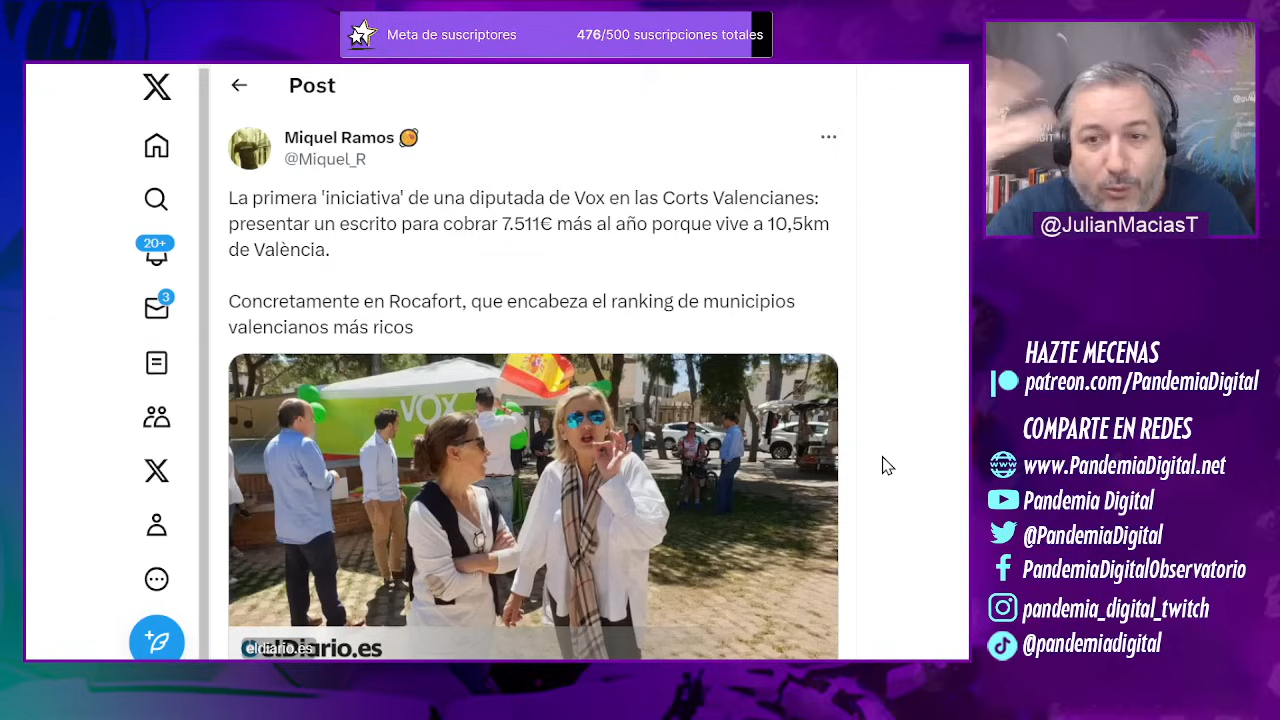 Meta de suscriptores
476/500 suscripciones totales
Post
Miquel Ramos
@Miquel_R
La primera 'iniciativa' de una diputada de Vox en las Corts Valencianes:
presentar un escrito para cobrar 7.511€ más al año porque vive a 10,5km
de València.
Concretamente en Rocafort, que encabeza el ranking de municipios
valencianos más ricos
20+
3
VOX
elDiario.es
eldiario.es
@JulianMaciasT
HAZTE MECENAS
patreon.com/PandemiaDigital
COMPARTE EN REDES
www.PandemiaDigital.net
Pandemia Digital
@PandemiaDigital
PandemiaDigitalObservatorio
pandemia_digital_twitch
@pandemiadigital